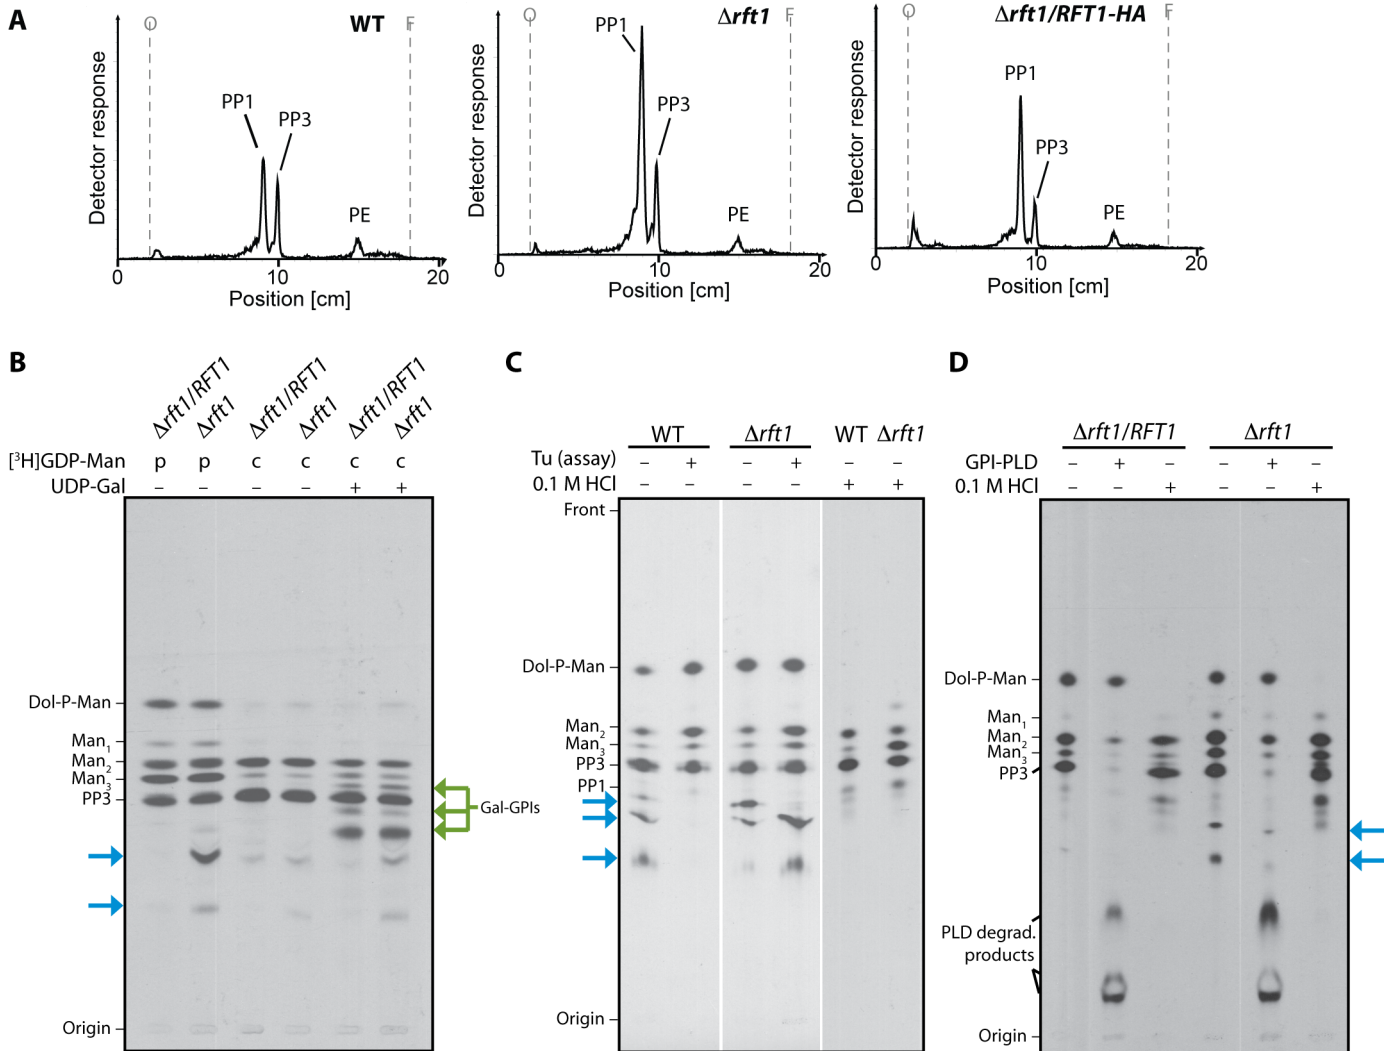 A
O
WT
F
PP1
PP3
PE
Detector response
0
10
20
Position [cm]
O
Δrft1
F
PP1
PP3
PE
Detector response
0
10
20
Position [cm]
O
Δrft1/RFT1-HA
F
PP1
PP3
PE
Detector response
0
10
20
Position [cm]
B
Δrft1/RFT1
Δrft1
Δrft1/RFT1
Δrft1
Δrft1/RFT1
Δrft1
[³H]GDP-Man p p c c c c
UDP-Gal – – – – + +
Dol-P-Man
Man₁
Man₂
Man₃
PP3
Gal-GPIs
Origin
C
WT Δrft1 WT Δrft1
Tu (assay) – + – +
0.1 M HCl – – – – + +
Front
Dol-P-Man
Man₂
Man₃
PP3
PP1
Origin
D
Δrft1/RFT1 Δrft1
GPI-PLD – + – – + –
0.1 M HCl – – + – – +
Dol-P-Man
Man₁
Man₂
Man₃
PP3
PLD degrad.
products
Origin